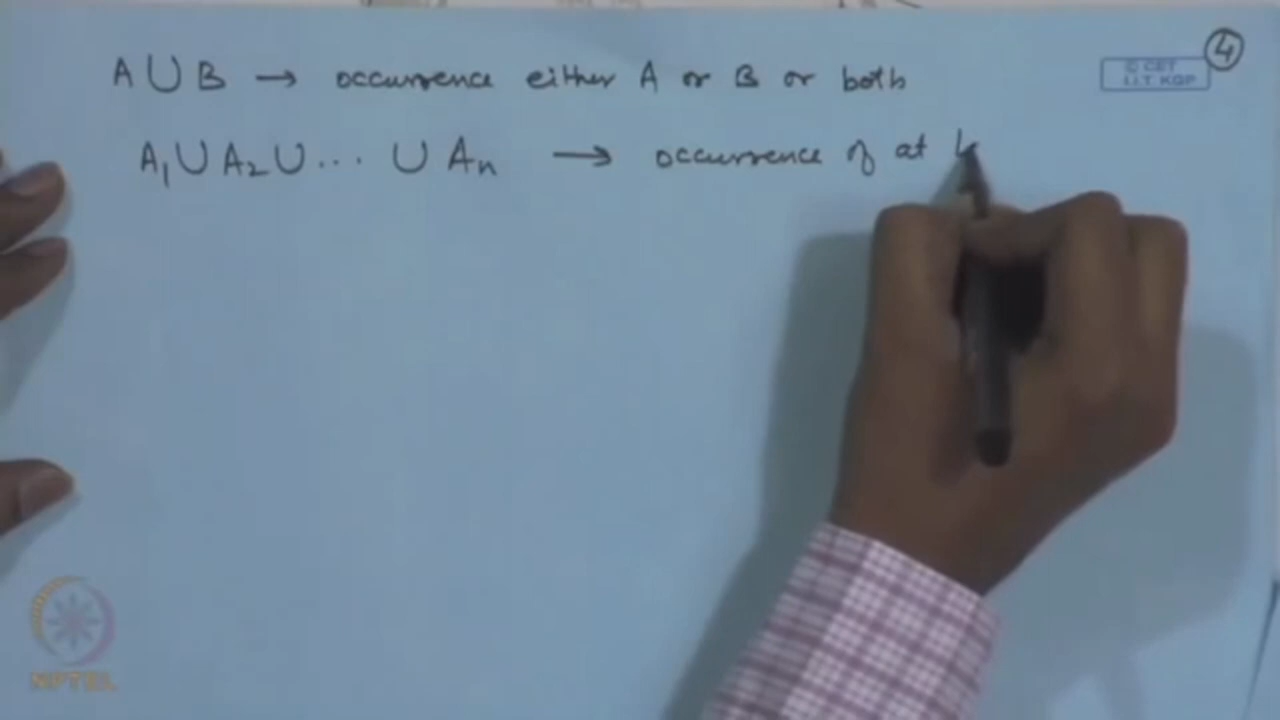 A ∪ B → occurrence either A or B or both
④
© CET
I.I.T. KGP
A₁ ∪ A₂ ∪ ... ∪ Aₙ → occurrence of at
NPTEL